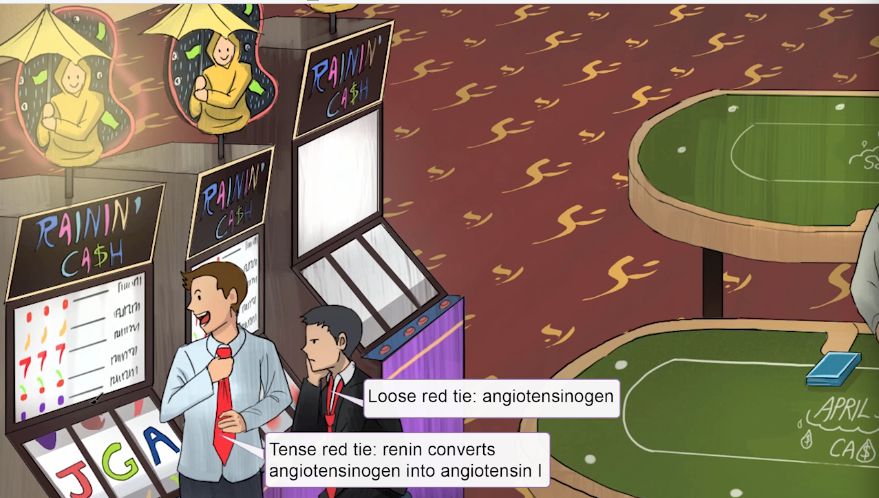 RAININ'
CA$H
RAININ'
CA$H
RAININ'
CA$H
777
JGA
Loose red tie: angiotensinogen
Tense red tie: renin converts
angiotensinogen into angiotensin I
APRIL
CA$